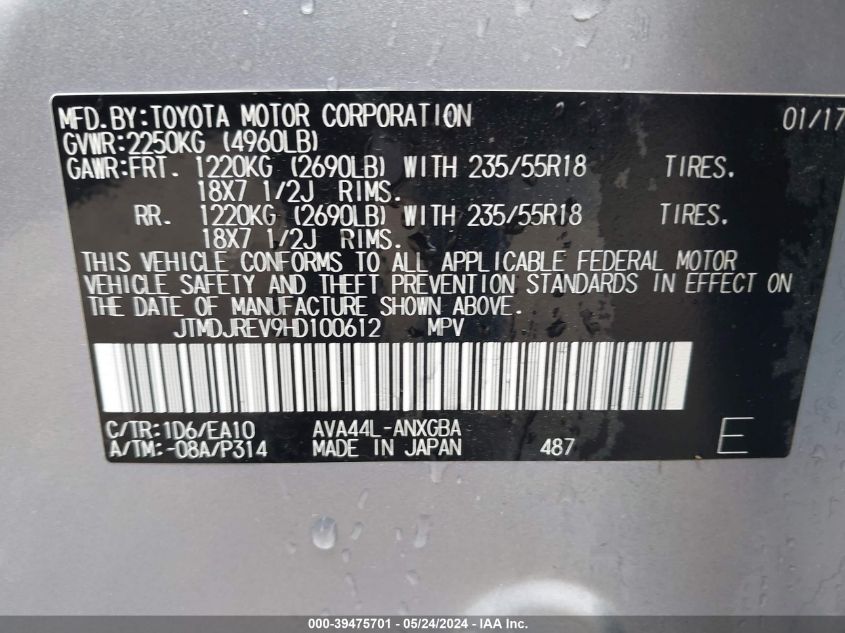 MFD.BY:TOYOTA MOTOR CORPORATION 01/17
GVWR:2250KG (4960LB)
GAWR:FRT. 1220KG (2690LB) WITH 235/55R18 TIRES.
18X7 1/2J RIMS.
RR. 1220KG (2690LB) WITH 235/55R18 TIRES.
18X7 1/2J RIMS.
THIS VEHICLE CONFORMS TO ALL APPLICABLE FEDERAL MOTOR
VEHICLE SAFETY AND THEFT PREVENTION STANDARDS IN EFFECT ON
THE DATE OF MANUFACTURE SHOWN ABOVE.
JTMDJREV9HD100612 MPV
C/TR:1D6/EA10 AVA44L-ANXGBA
A/TM:-08A/P314 MADE IN JAPAN 487 E
000-39475701 - 05/24/2024 - IAA Inc.